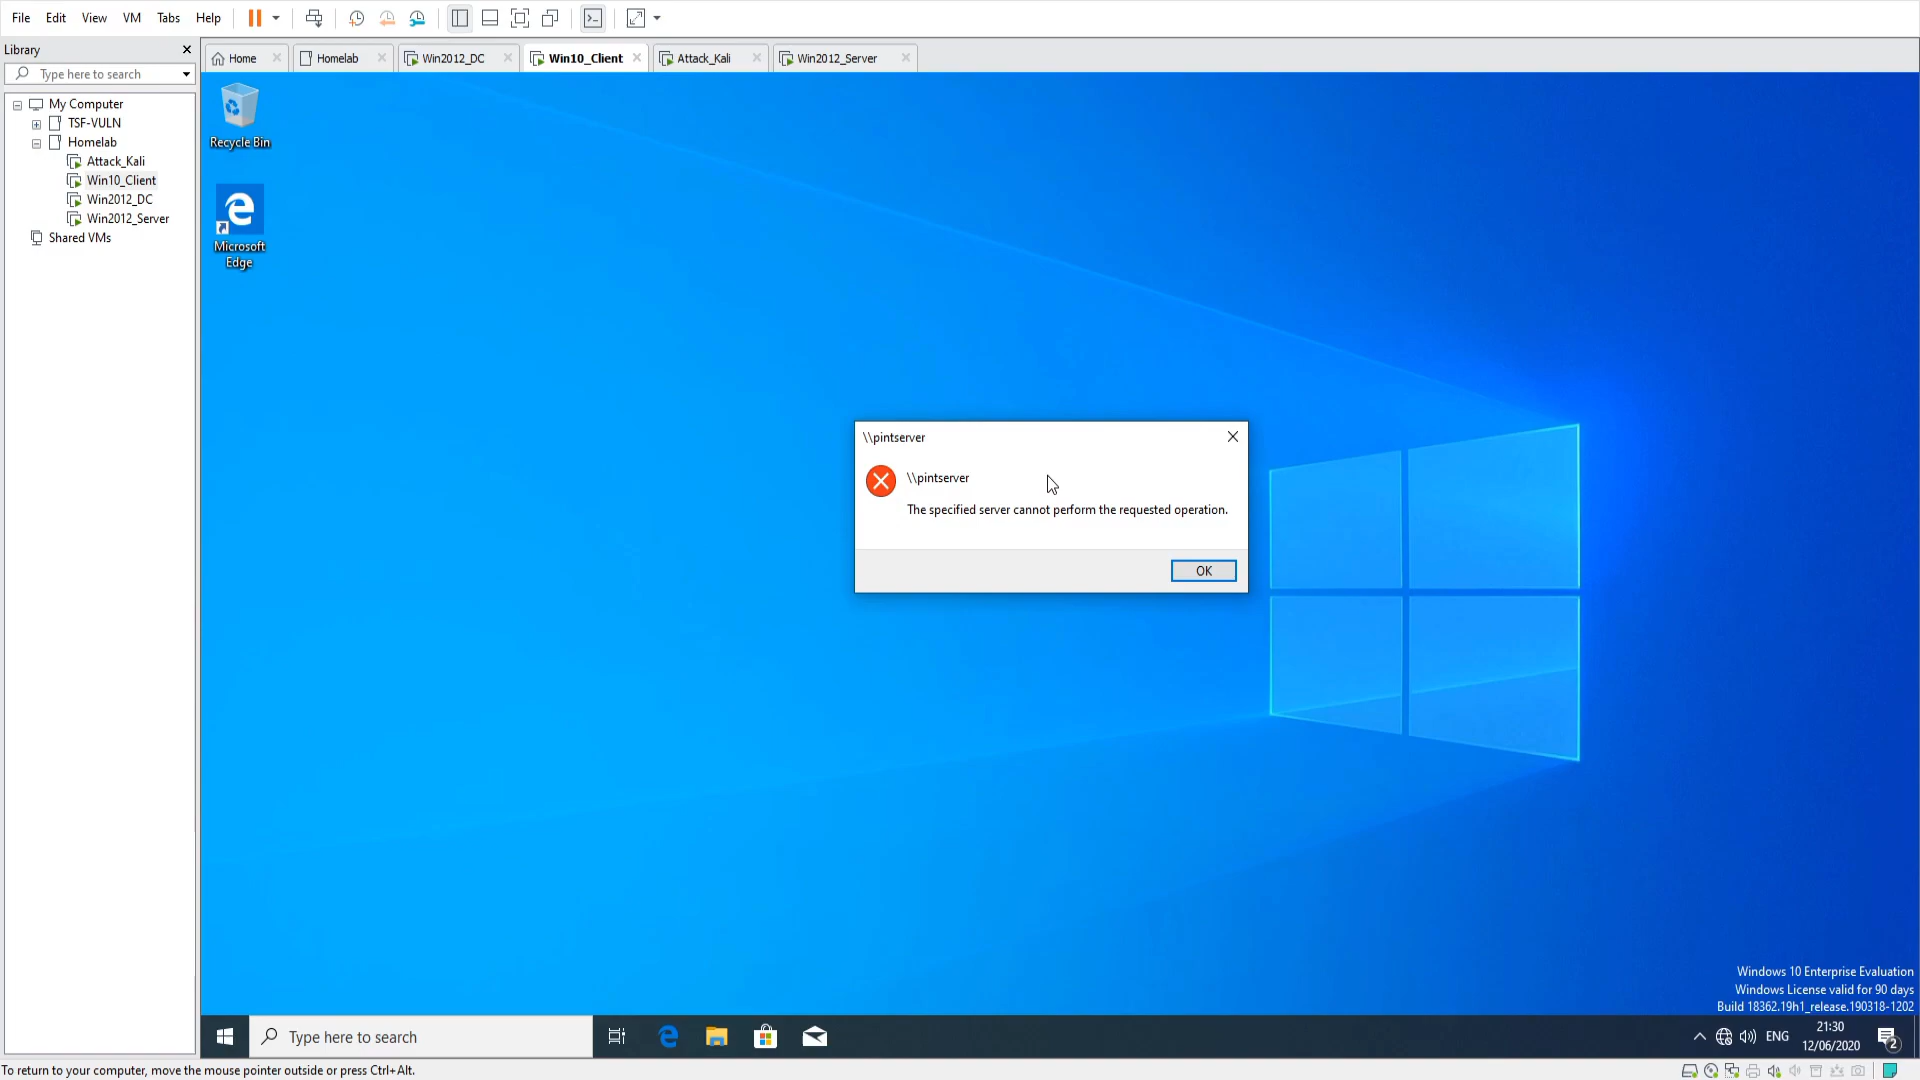 File Edit View VM Tabs Help
Library
Type here to search
My Computer
TSF-VULN
Homelab
Attack_Kali
Win10_Client
Win2012_DC
Win2012_Server
Shared VMs
Home Homelab Win2012_DC Win10_Client Attack_Kali Win2012_Server
Recycle Bin
Microsoft
Edge
\\pintserver
\\pintserver
The specified server cannot perform the requested operation.
OK
Windows 10 Enterprise Evaluation
Windows License valid for 90 days
Build 18362.19h1_release.190318-1202
Type here to search
ENG
21:30
12/06/2020
2
To return to your computer, move the mouse pointer outside or press Ctrl+Alt.